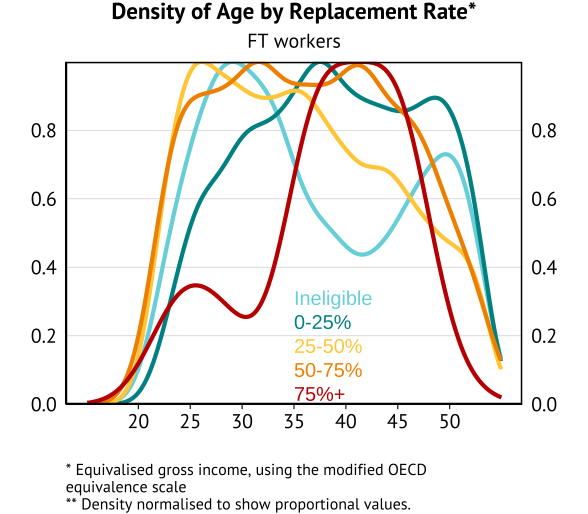 Density of Age by Replacement Rate*
FT workers
0.8 0.8
0.6 0.6
0.4 0.4
Ineligible
0-25%
0.2 0.2
25-50%
50-75%
75%+
0.0 0.0
20 25 30 35 40 45 50
* Equivalised gross income, using the modified OECD
equivalence scale
** Density normalised to show proportional values.